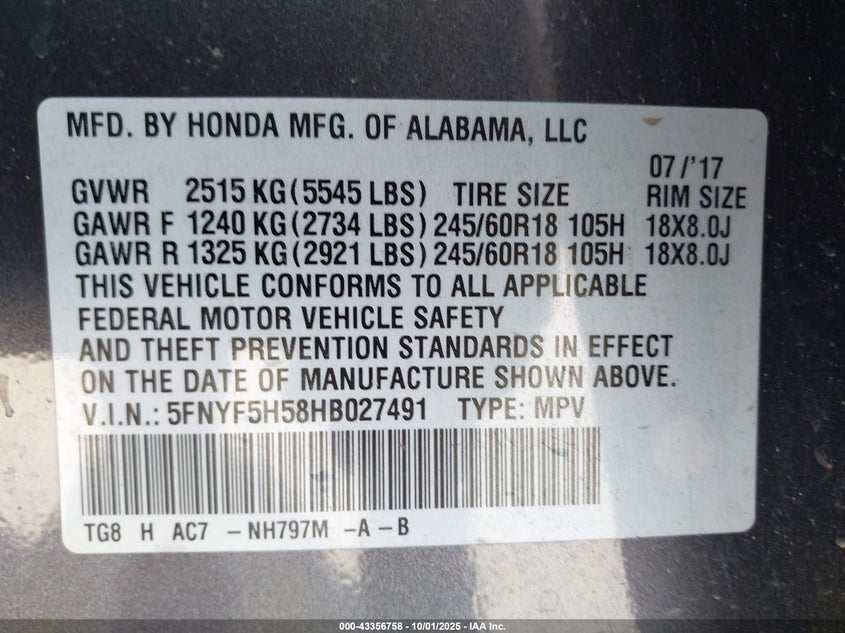 MFD. BY HONDA MFG. OF ALABAMA, LLC
07/'17
GVWR 2515 KG(5545 LBS) TIRE SIZE RIM SIZE
GAWR F 1240 KG(2734 LBS) 245/60R18 105H 18X8.0J
GAWR R 1325 KG(2921 LBS) 245/60R18 105H 18X8.0J
THIS VEHICLE CONFORMS TO ALL APPLICABLE
FEDERAL MOTOR VEHICLE SAFETY
AND THEFT PREVENTION STANDARDS IN EFFECT
ON THE DATE OF MANUFACTURE SHOWN ABOVE.
V.I.N.: 5FNYF5H58HB027491 TYPE: MPV
TG8 H AC7 -NH797M -A -B
000-43356758 - 10/01/2025 - IAA Inc.